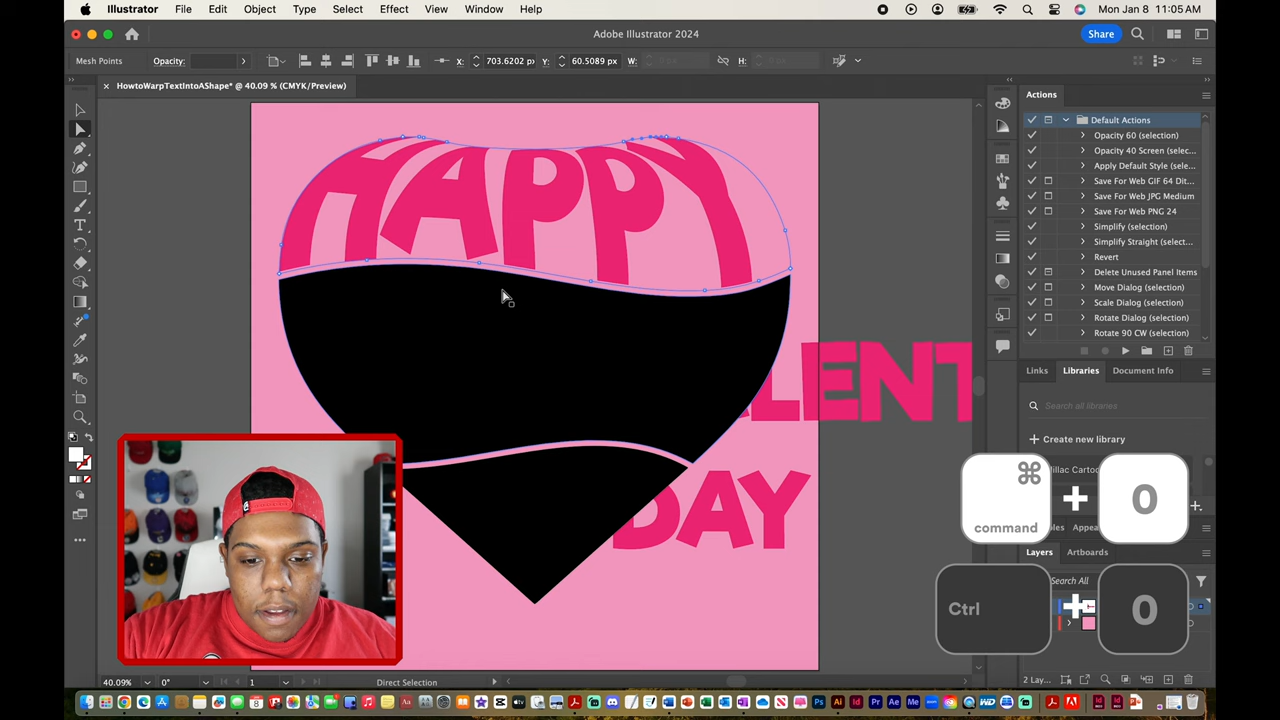 Illustrator File Edit Object Type Select Effect View Window Help
Mon Jan 8 11:05 AM
Adobe Illustrator 2024
Share
Mesh Points
Opacity:
X: 703.6202 px
Y: 60.5089 px
W:
H:
HowtoWarpTextIntoAShape* @ 40.09 % (CMYK/Preview)
HAPPY
LENT
DAY
Actions
Default Actions
Opacity 60 (selection)
Opacity 40 Screen (selec...
Apply Default Style (sele...
Save For Web GIF 64 Dit...
Save For Web JPG Medium
Save For Web PNG 24
Simplify (selection)
Simplify Straight (select...
Revert
Delete Unused Panel Items
Move Dialog (selection)
Scale Dialog (selection)
Rotate Dialog (selection)
Rotate 90 CW (selection)
Links Libraries Document Info
Search all libraries
Create new library
illac Cartoo
Appea
Layers Artboards
Search All
2 Lay...
⌘
command
+
0
Ctrl
+
0
40.09%
0°
1
Direct Selection